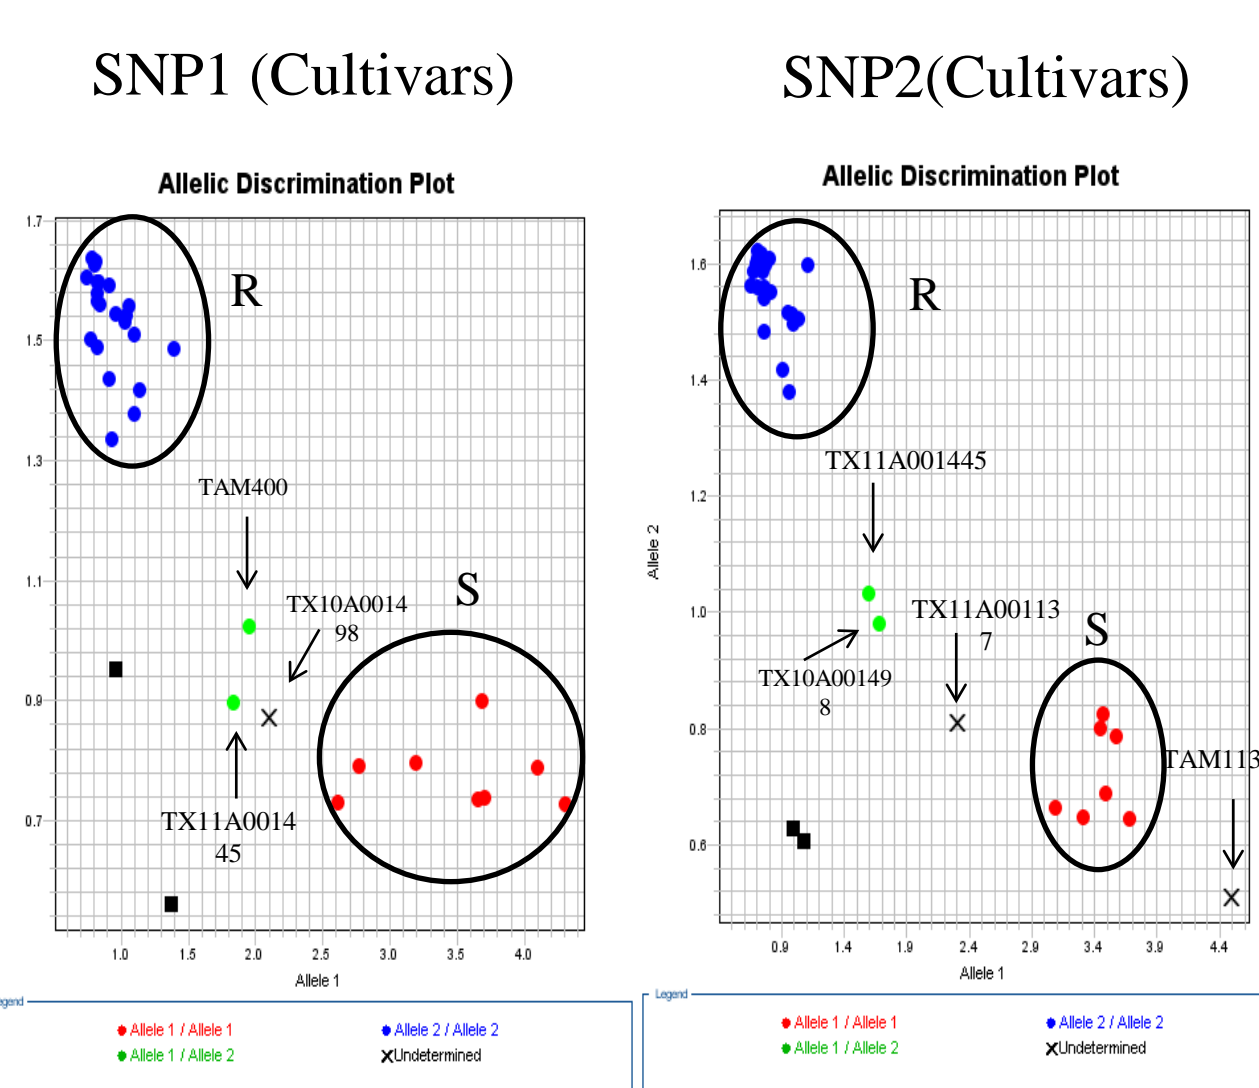 SNP1 (Cultivars)
SNP2(Cultivars)
Allelic Discrimination Plot
1.7
1.5
1.3
1.1
0.9
0.7
R
TAM400
TX10A0014
98
S
TX11A0014
45
1.0
1.5
2.0
2.5
3.0
3.5
4.0
Allele 1
egend
Allele 1 / Allele 1
Allele 2 / Allele 2
Allele 1 / Allele 2
Undetermined
Allelic Discrimination Plot
Allele 2
1.6
1.4
1.2
1.0
0.8
0.6
R
TX11A001445
TX11A00113
7
TX10A00149
8
S
TAM113
0.9
1.4
1.9
2.4
2.9
3.4
3.9
4.4
Allele 1
Legend
Allele 1 / Allele 1
Allele 2 / Allele 2
Allele 1 / Allele 2
Undetermined